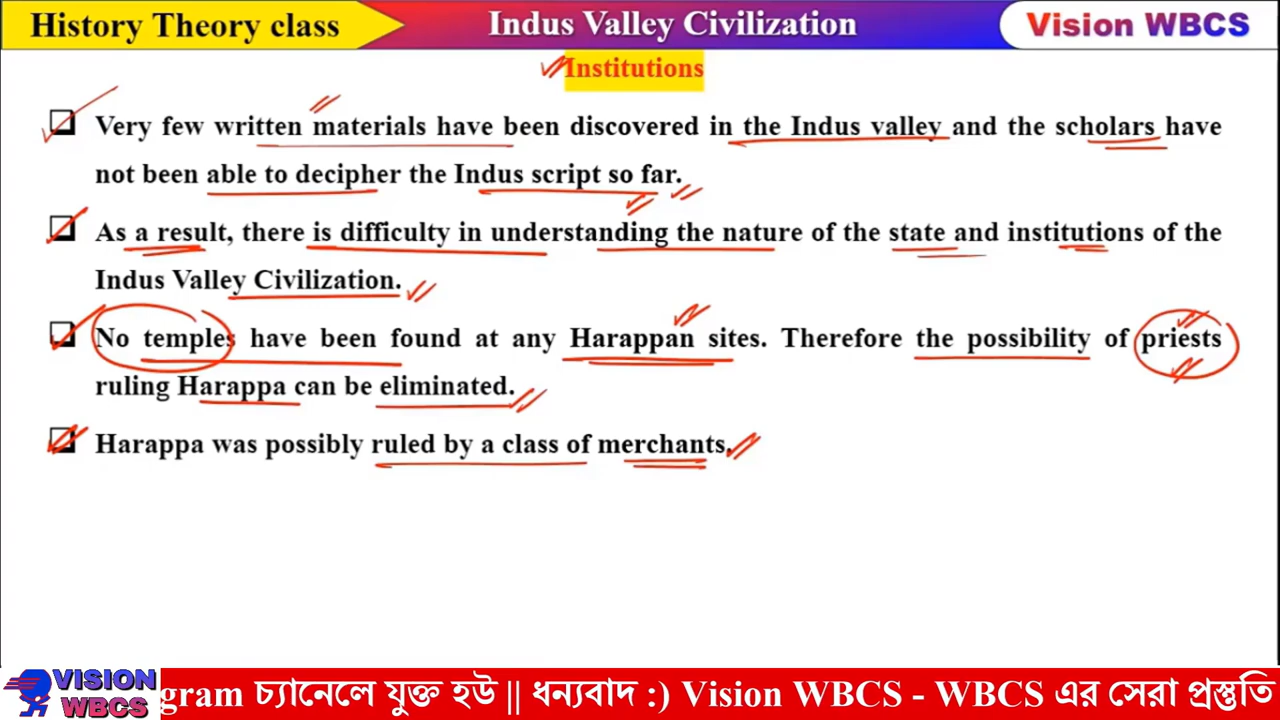 History Theory class
Indus Valley Civilization
Vision WBCS
Institutions
Very few written materials have been discovered in the Indus valley and the scholars have
not been able to decipher the Indus script so far.
As a result, there is difficulty in understanding the nature of the state and institutions of the
Indus Valley Civilization.
No temples have been found at any Harappan sites. Therefore the possibility of priests
ruling Harappa can be eliminated.
Harappa was possibly ruled by a class of merchants.
VISION
WBCS
gram চ্যানেলে যুক্ত হউ || ধন্যবাদ :) Vision WBCS - WBCS এর সেরা প্রস্তুতি